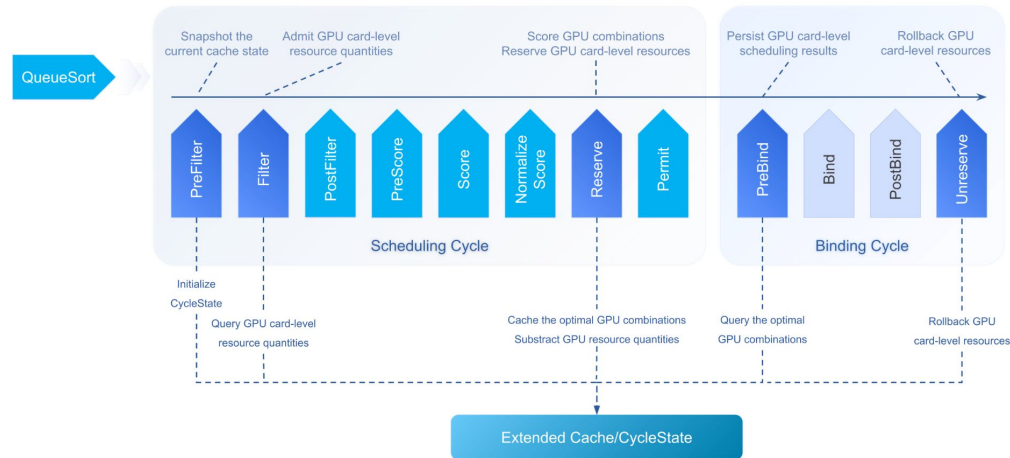 Snapshot the
current cache state
Admit GPU card-level
resource quantities
Score GPU combinations
Reserve GPU card-level resources
Persist GPU card-level
scheduling results
Rollback GPU
card-level resources
QueueSort
PreFilter
Filter
PostFilter
PreScore
Score
Normalize
Score
Reserve
Permit
PreBind
Bind
PostBind
Unreserve
Scheduling Cycle
Binding Cycle
Initialize
CycleState
Query GPU card-level
resource quantities
Cache the optimal GPU combinations
Substract GPU resource quantities
Query the optimal
GPU combinations
Rollback GPU
card-level resources
Extended Cache/CycleState